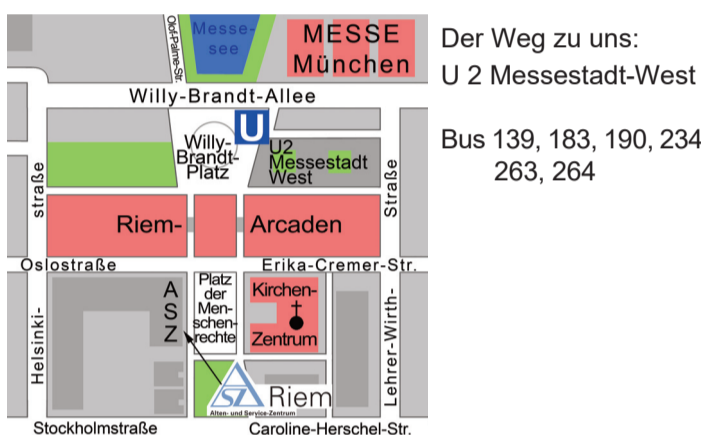 Olof-Palme-Str.
Messe-
see
MESSE
München
Der Weg zu uns:
U 2 Messestadt-West
Bus 139, 183, 190, 234
263, 264
Willy-Brandt-Allee
U
Willy-
Brandt-
Platz
U2
Messestadt
West
straße
Straße
Riem-
Arcaden
Oslostraße
Erika-Cremer-Str.
Helsinki-
A
S
Z
Platz
der
Men-
schen-
rechte
Kirchen-
Zentrum
Lehrer-Wirth-
ASZ Riem
Alten- und Service-Zentrum
Stockholmstraße
Caroline-Herschel-Str.